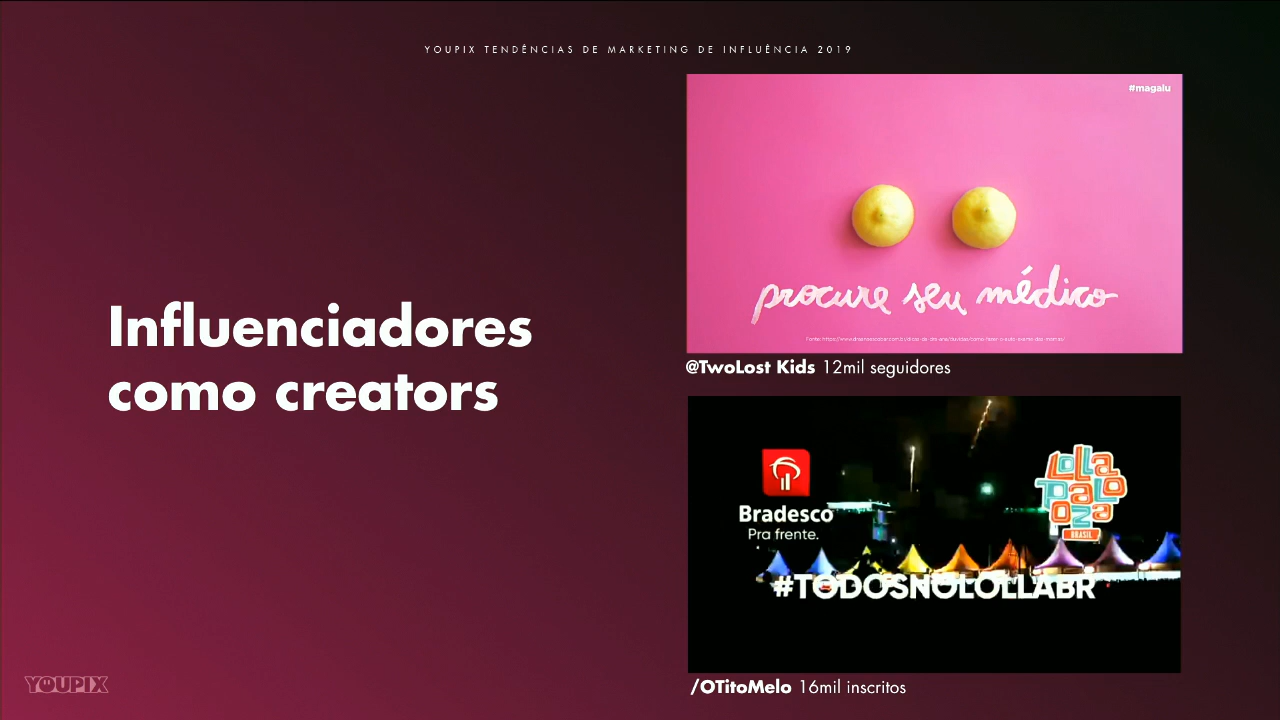 YOUPIX TENDÊNCIAS DE MARKETING DE INFLUÊNCIA 2019
Influenciadores
como creators
#magalu
procure seu médico
@TwoLost Kids 12mil seguidores
Bradesco
Pra frente.
LOLLA
PALO
OZA
BRASIL
#TODOSNOLOLLABR
/OTitoMelo 16mil inscritos
YOUPIX